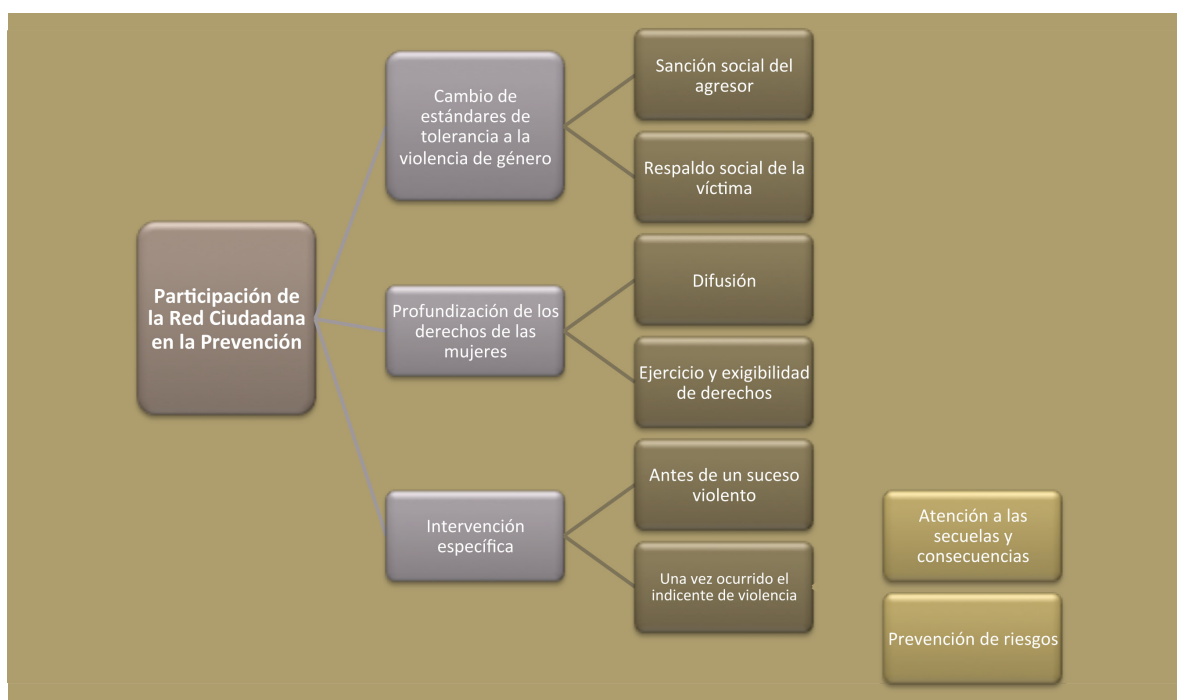 Participación de
la Red Ciudadana
en la Prevención
Cambio de
estándares de
tolerancia a la
violencia de género
Sanción social del
agresor
Respaldo social de la
víctima
Profundización de los
derechos de las
mujeres
Difusión
Ejercicio y exigibilidad
de derechos
Intervención
específica
Antes de un suceso
violento
Una vez ocurrido el
indicente de violencia
Atención a las
secuelas y
consecuencias
Prevención de riesgos